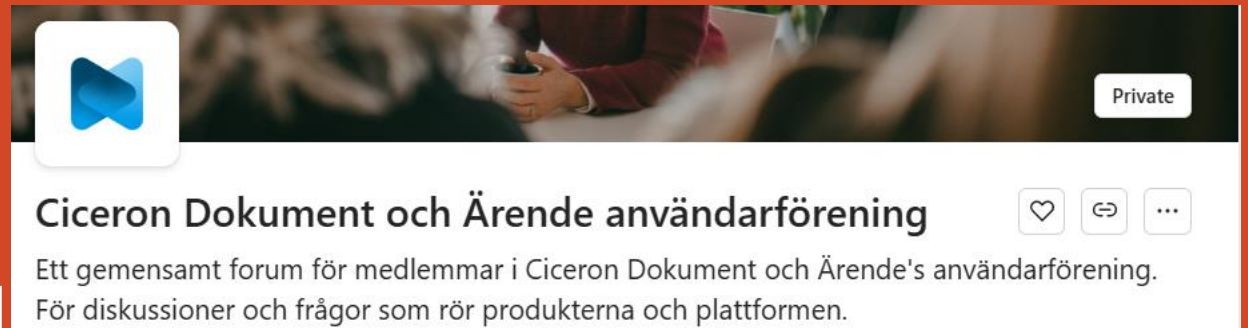 Private
Ciceron Dokument och Ärende användarförening
Ett gemensamt forum för medlemmar i Ciceron Dokument och Ärende's användarförening.
För diskussioner och frågor som rör produkterna och plattformen.